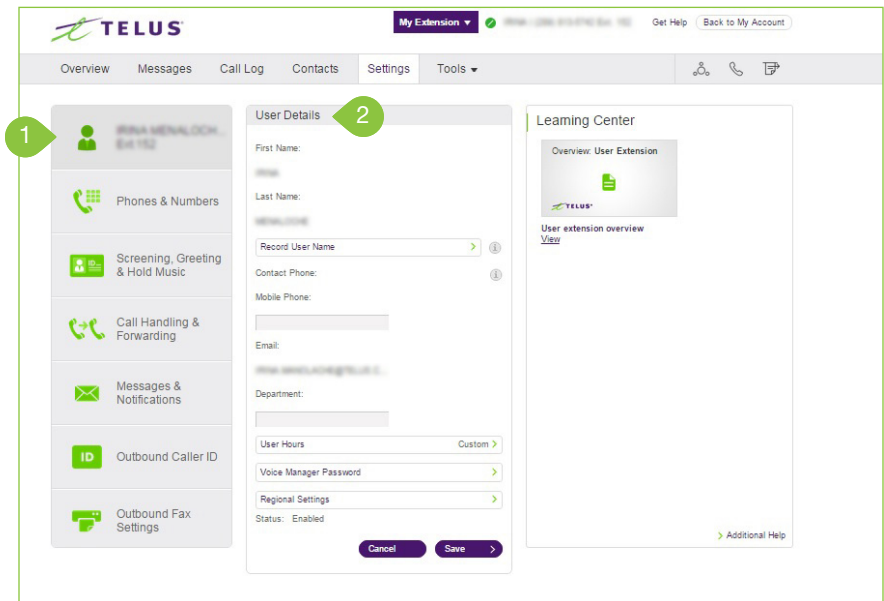 TELUS
My Extension
Get Help
Back to My Account
Overview
Messages
Call Log
Contacts
Settings
Tools
1
Ext 152
Phones & Numbers
Screening, Greeting
& Hold Music
Call Handling &
Forwarding
Messages &
Notifications
ID
Outbound Caller ID
Outbound Fax
Settings
User Details
2
First Name:
Last Name:
Record User Name
Contact Phone:
Mobile Phone:
Email:
Department:
User Hours
Custom
Voice Manager Password
Regional Settings
Status: Enabled
Cancel
Save
Learning Center
Overview: User Extension
TELUS
User extension overview
View
Additional Help